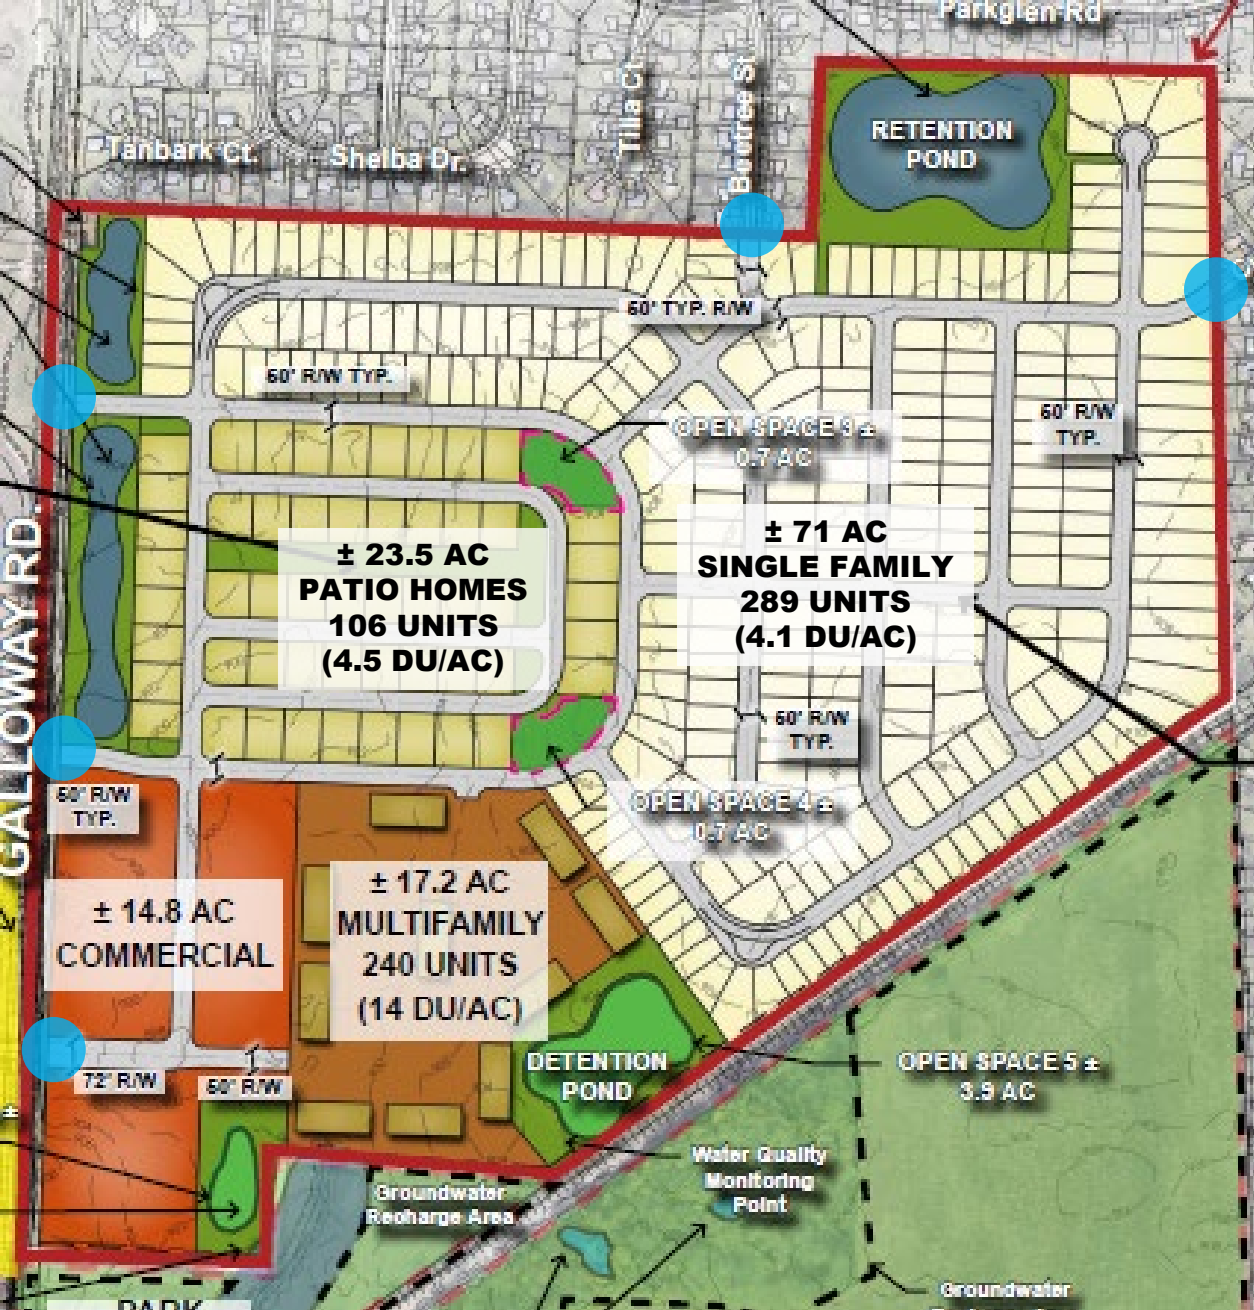 Parkglen Rd
Tilla Ct.
Bootree St
RETENTION
POND
Tanbark Ct.
Shelba Dr.
60' TYP. R/W
60' R/W TYP.
60' R/W
TYP.
OPEN SPACE 3 ±
0.7 AC
± 23.5 AC
PATIO HOMES
106 UNITS
(4.5 DU/AC)
± 71 AC
SINGLE FAMILY
289 UNITS
(4.1 DU/AC)
GALLOWAY RD.
60' R/W
TYP.
60' R/W
TYP.
OPEN SPACE 4 ±
0.7 AC
± 14.8 AC
COMMERCIAL
± 17.2 AC
MULTIFAMILY
240 UNITS
(14 DU/AC)
DETENTION
POND
OPEN SPACE 5 ±
3.9 AC
72' R/W
60' R/W
±
Water Quality
Monitoring
Point
Groundwater
Recharge Area
Groundwater
PARK